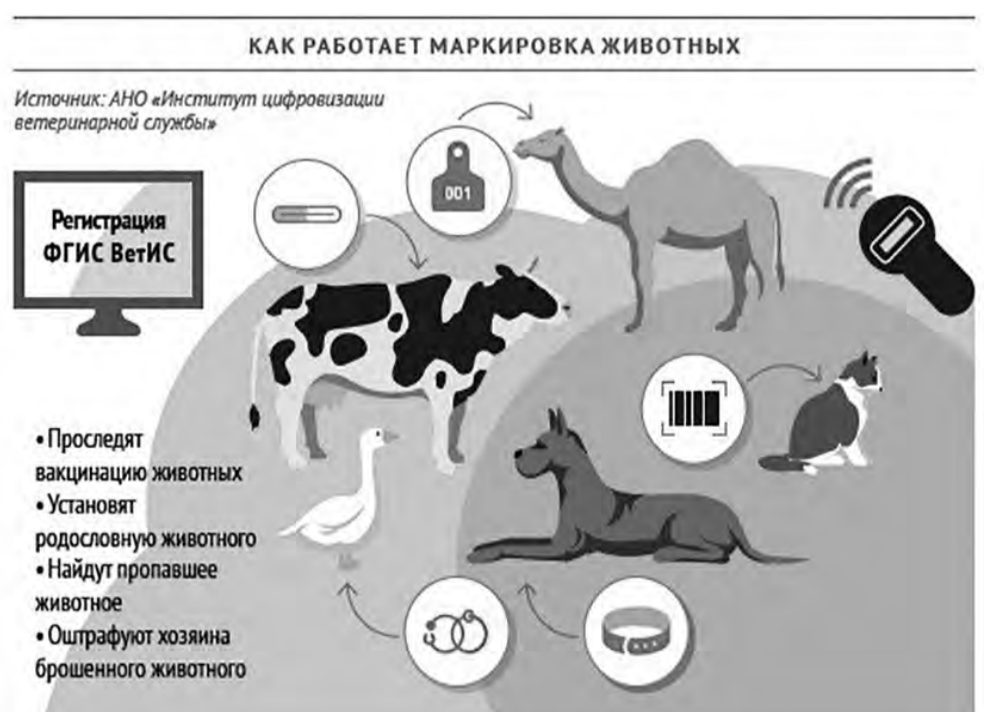 КАК РАБОТАЕТ МАРКИРОВКА ЖИВОТНЫХ
Источник: АНО «Институт цифровизации
ветеринарной службы»
001
Регистрация
ФГИС ВетИС
• Проследят
вакцинацию животных
• Установят
родословную животного
• Найдут пропавшее
животное
• Оштрафуют хозяина
брошенного животного